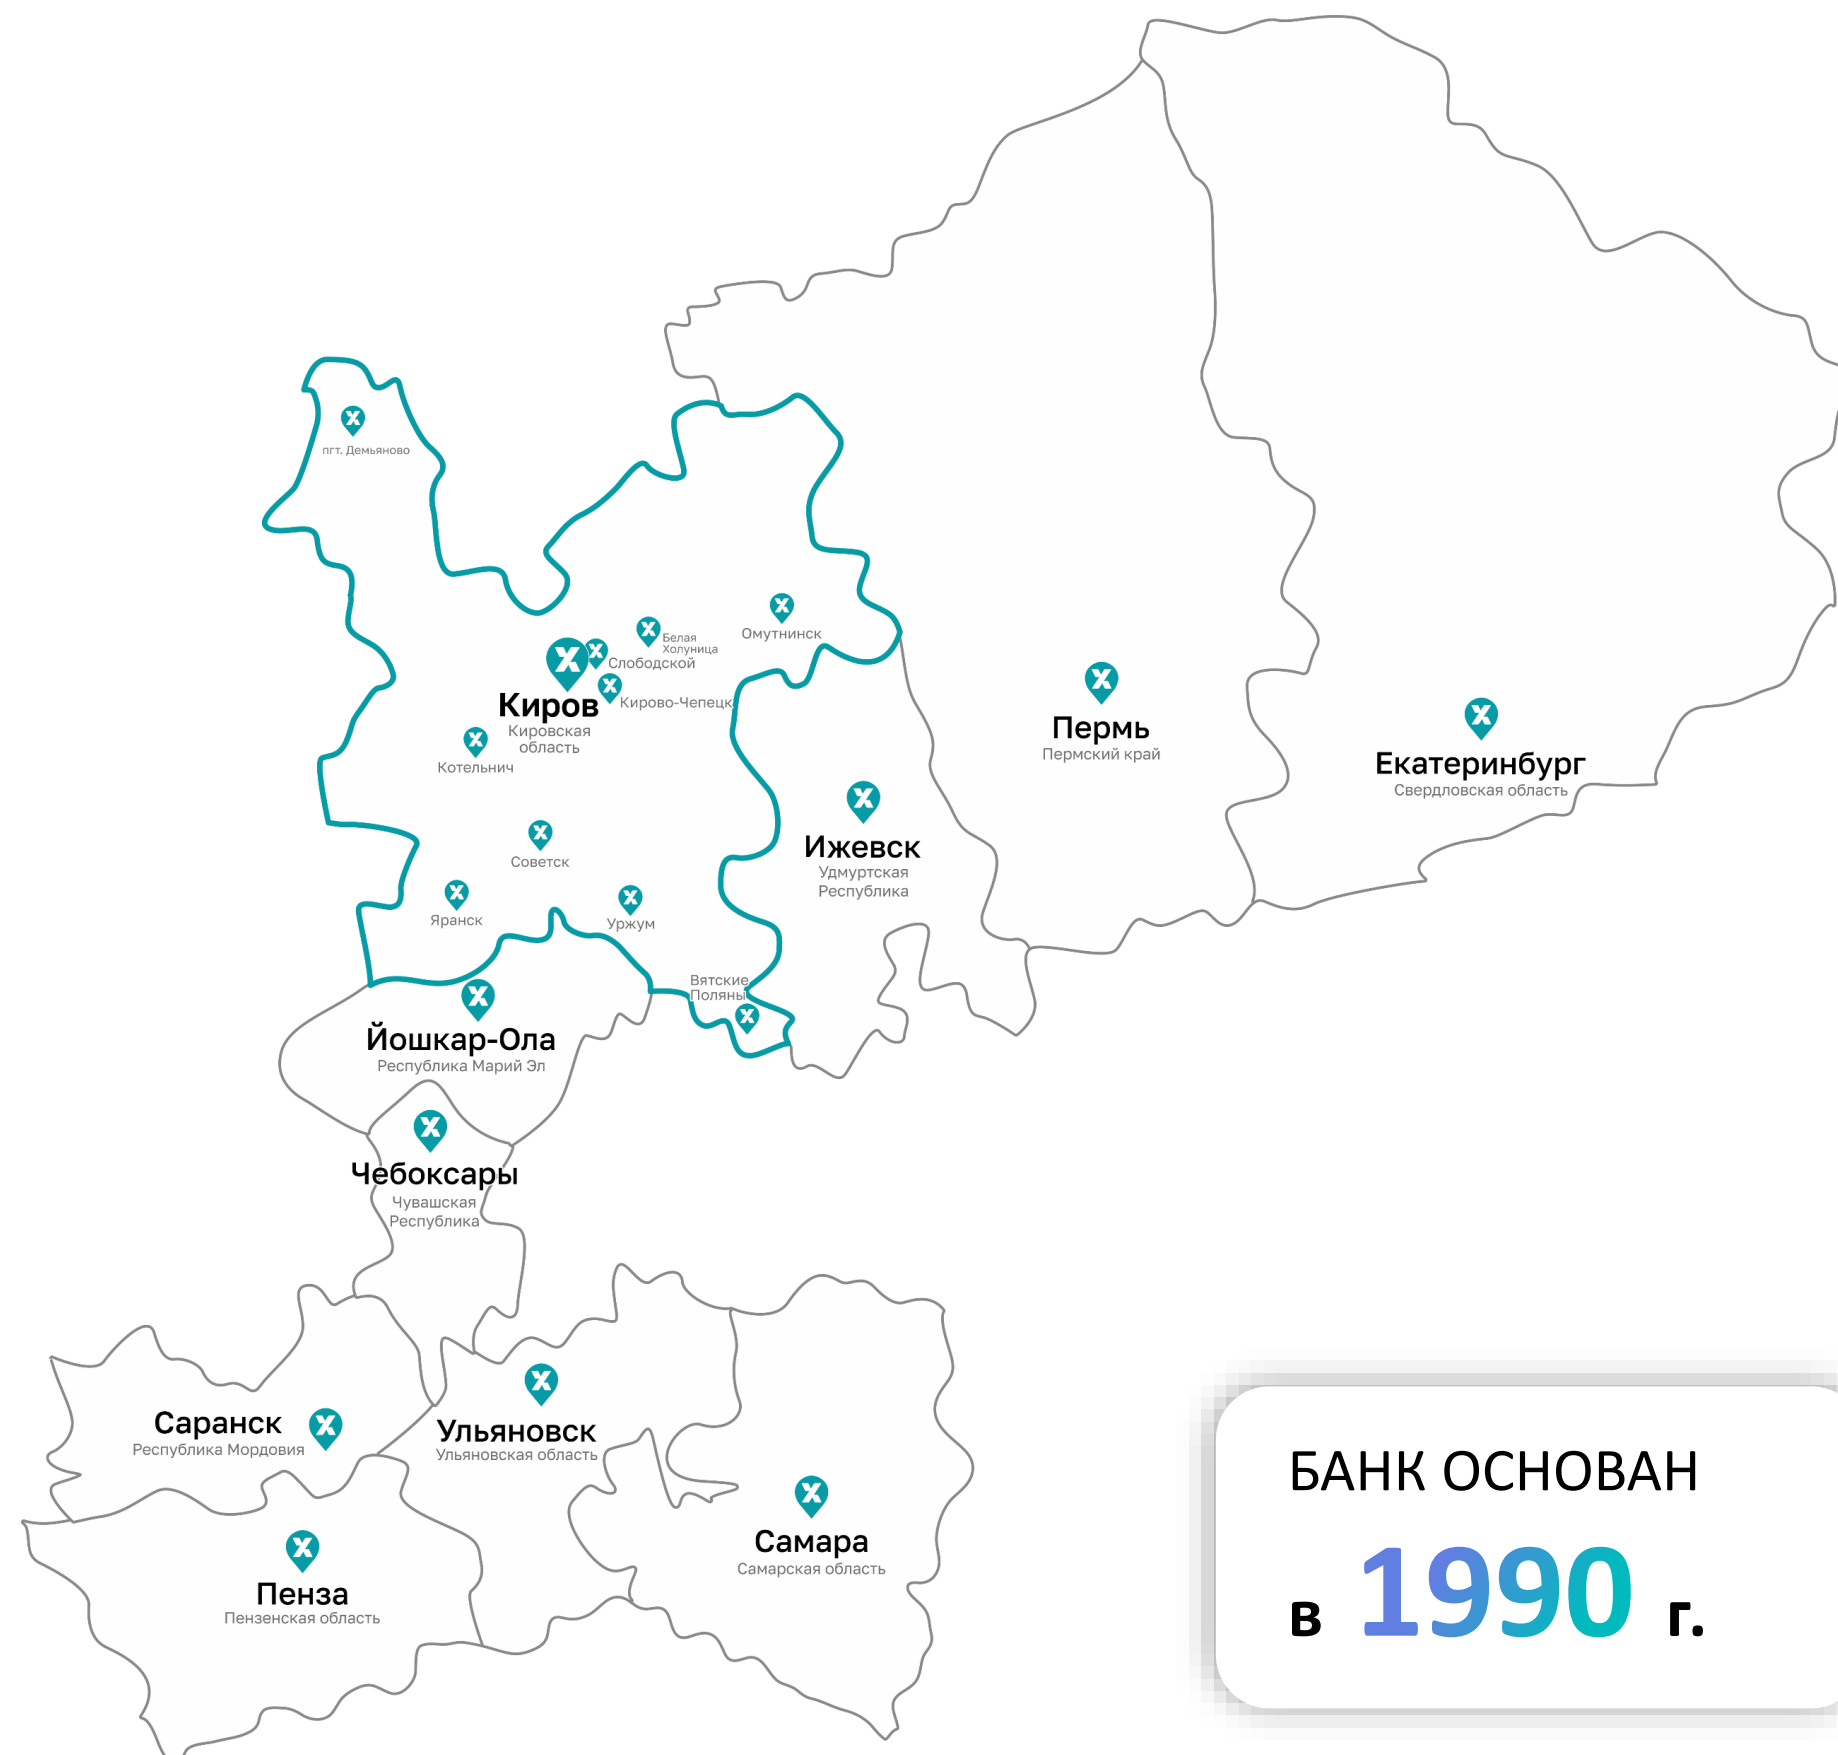 пгт. Демьяново
Омутнинск
Белая
Холуница
Слободской
Киров
Кирово-Чепецк
Кировская
область
Котельнич
Пермь
Пермский край
Екатеринбург
Свердловская область
Советск
Ижевск
Удмуртская
Республика
Яранск
Уржум
Вятские
Поляны
Йошкар-Ола
Республика Марий Эл
Чебоксары
Чувашская
Республика
Саранск
Республика Мордовия
Ульяновск
Ульяновская область
Самара
Самарская область
Пенза
Пензенская область
БАНК ОСНОВАН
в 1990 г.